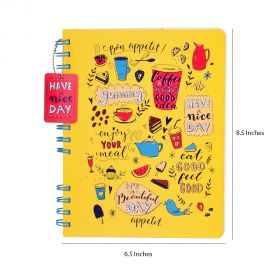 Bon appetit!
yummy
Coffee
is always
a good
idea
HAVE
nice
DAY
HAVE
nice
DAY
enjoy
YOUR
meal
eat
GOOD
feel
GOOD
IT'S
a
Beautiful
DAY
appetit
8.5 Inches
6.5 Inches